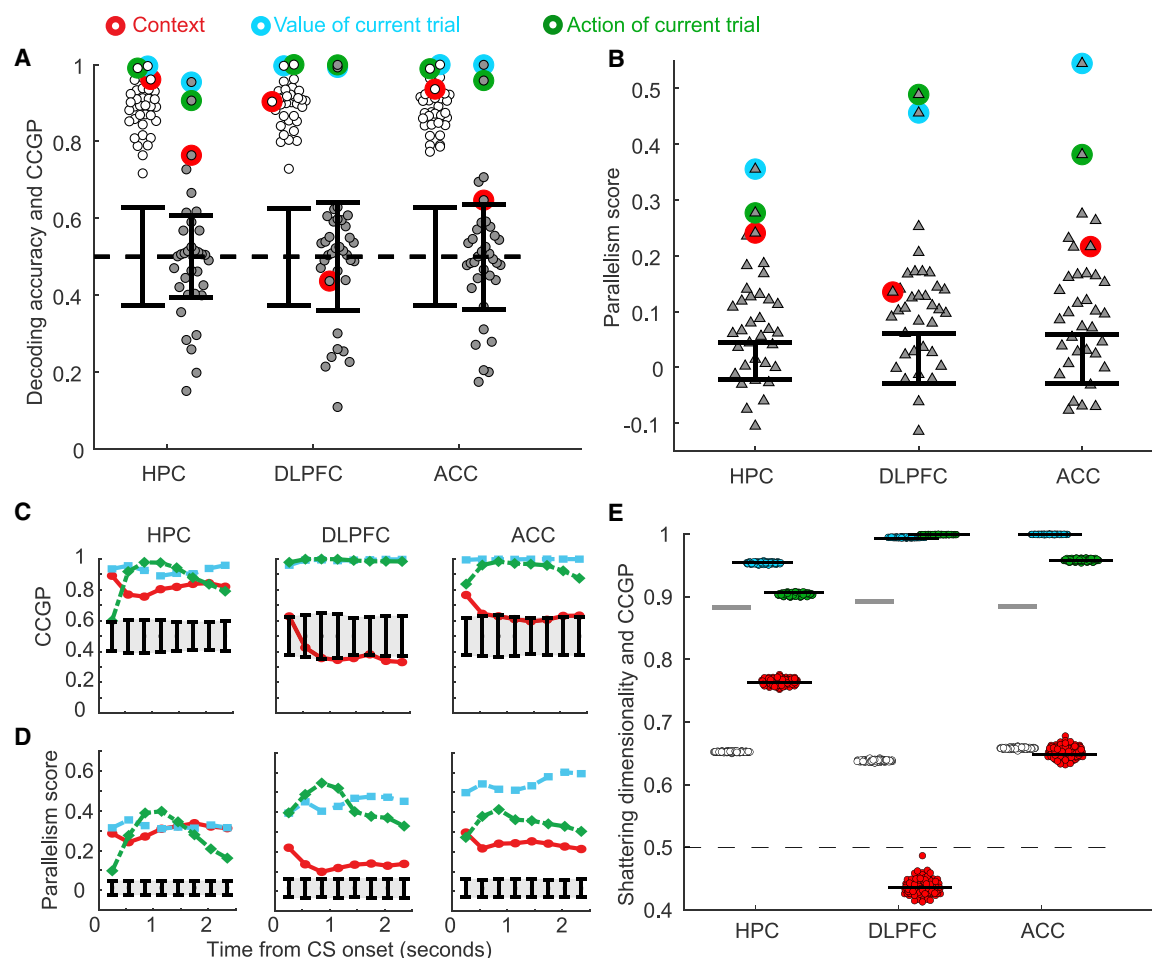 Context
Value of current trial
Action of current trial
A
Decoding accuracy and CCGP
1
0.8
0.6
0.4
0.2
0
HPC
DLPFC
ACC
B
Parallelism score
0.5
0.4
0.3
0.2
0.1
0
-0.1
HPC
DLPFC
ACC
C
HPC
DLPFC
ACC
CCGP
1
0.8
0.6
0.4
0.2
0
D
Parallelism score
0.6
0.4
0.2
0
0
1
2
0
1
2
0
1
2
Time from CS onset (seconds)
E
Shattering dimensionality and CCGP
1
0.9
0.8
0.7
0.6
0.5
0.4
HPC
DLPFC
ACC